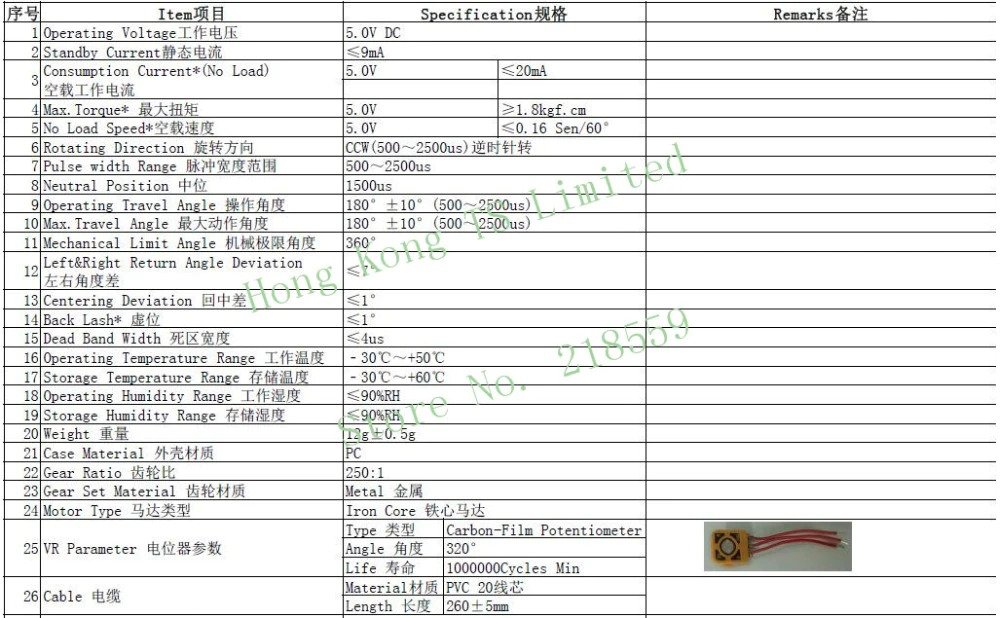 序号 Item项目 Specification规格 Remarks备注
1 Operating Voltage工作电压 5.0V DC
2 Standby Current静态电流 ≤9mA
3 Consumption Current*(No Load) 5.0V ≤20mA
空载工作电流
4 Max.Torque* 最大扭矩 5.0V ≥1.8kgf.cm
5 No Load Speed*空载速度 5.0V ≤0.16 Sen/60°
6 Rotating Direction 旋转方向 CCW(500～2500us)逆时针转
7 Pulse width Range 脉冲宽度范围 500～2500us
8 Neutral Position 中位 1500us
9 Operating Travel Angle 操作角度 180° ±10° (500～2500us)
10 Max.Travel Angle 最大动作角度 180° ±10° (500～2500us)
11 Mechanical Limit Angle 机械极限角度 360°
12 Left&Right Return Angle Deviation
左右角度差
13 Centering Deviation 回中差 ≤1°
14 Back Lash* 虚位 ≤1°
15 Dead Band Width 死区宽度 ≤4us
16 Operating Temperature Range 工作温度 -30℃～+50℃
17 Storage Temperature Range 存储温度 -30℃～+60℃
18 Operating Humidity Range 工作湿度 ≤90%RH
19 Storage Humidity Range 存储湿度 ≤90%RH
20 Weight 重量 12g±0.5g
21 Case Material 外壳材质 PC
22 Gear Ratio 齿轮比 250:1
23 Gear Set Material 齿轮材质 Metal 金属
24 Motor Type 马达类型 Iron Core 铁心马达
25 VR Parameter 电位器参数 Type 类型 Carbon-Film Potentiometer
Angle 角度 320°
Life 寿命 1000000Cycles Min
26 Cable 电缆 Material材质 PVC 20线芯
Length 长度 260±5mm
Hong Kong TS Limited
Store No. 218559